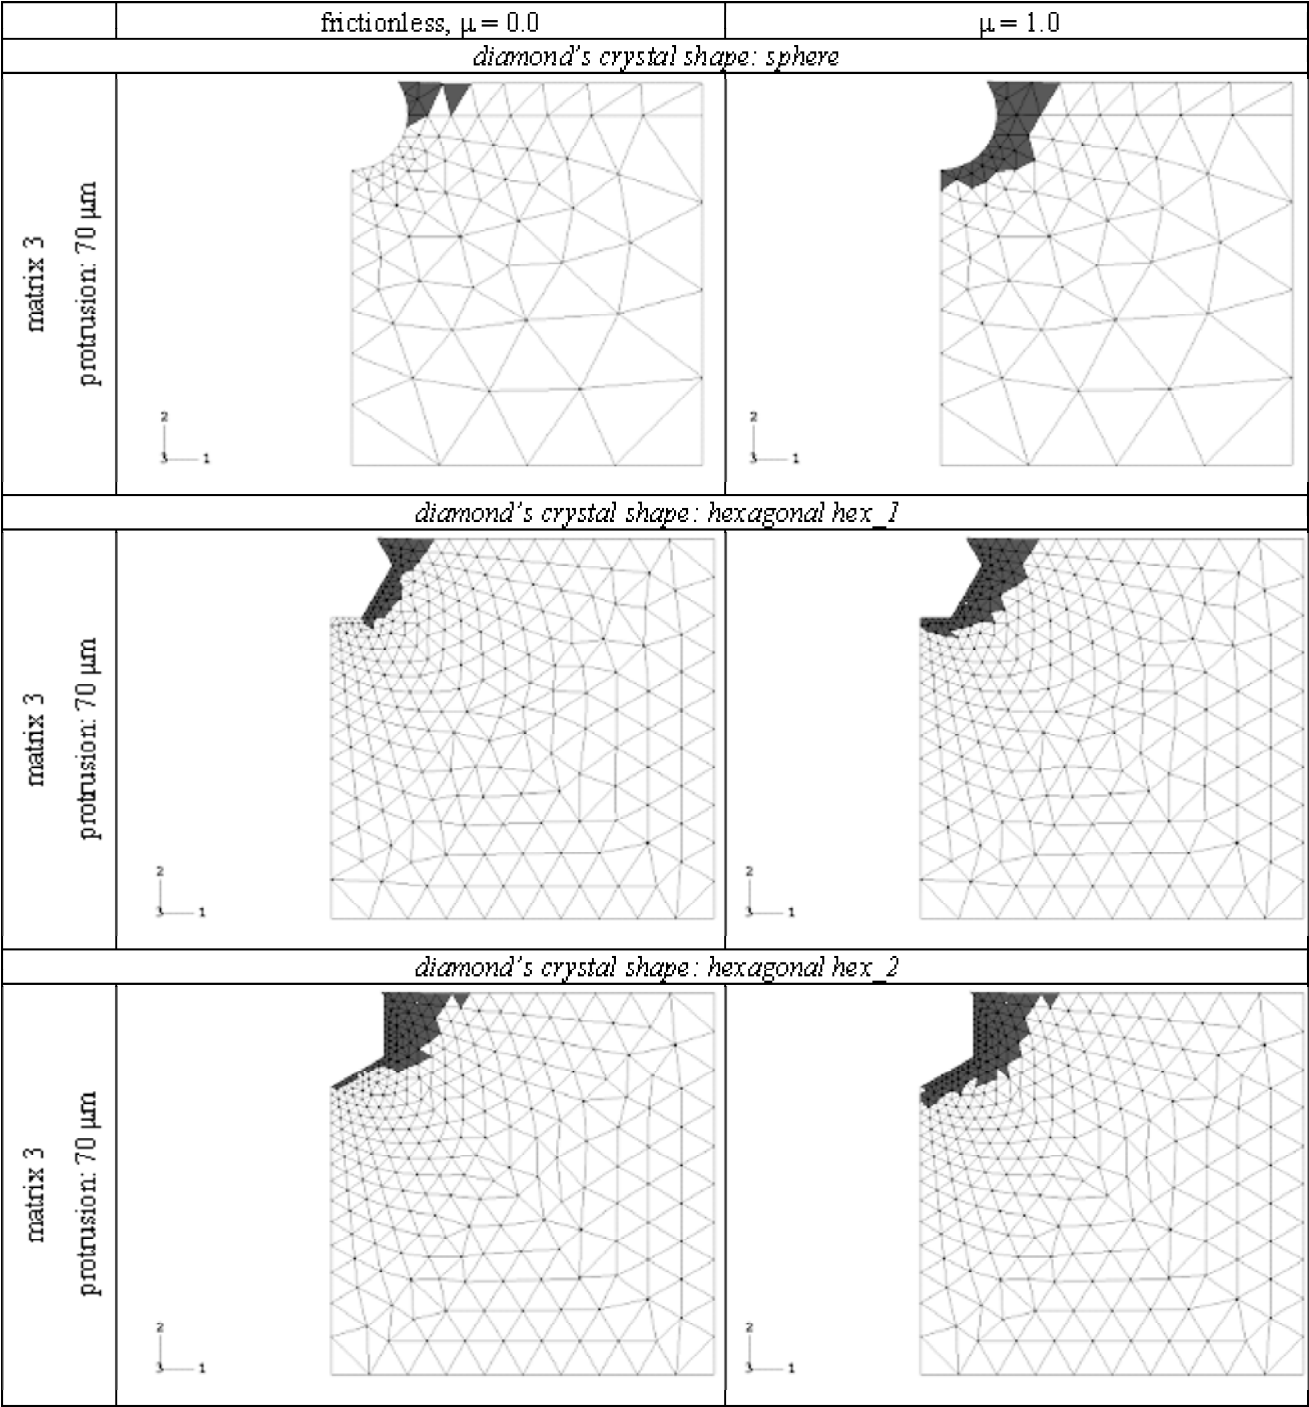 frictionless, μ = 0.0
μ = 1.0
diamond's crystal shape: sphere
matrix 3
protrusion: 70 μm
2
3
1
2
3
1
diamond's crystal shape: hexagonal hex_1
matrix 3
protrusion: 70 μm
2
3
1
2
3
1
diamond's crystal shape: hexagonal hex_2
matrix 3
protrusion: 70 μm
2
3
1
2
3
1